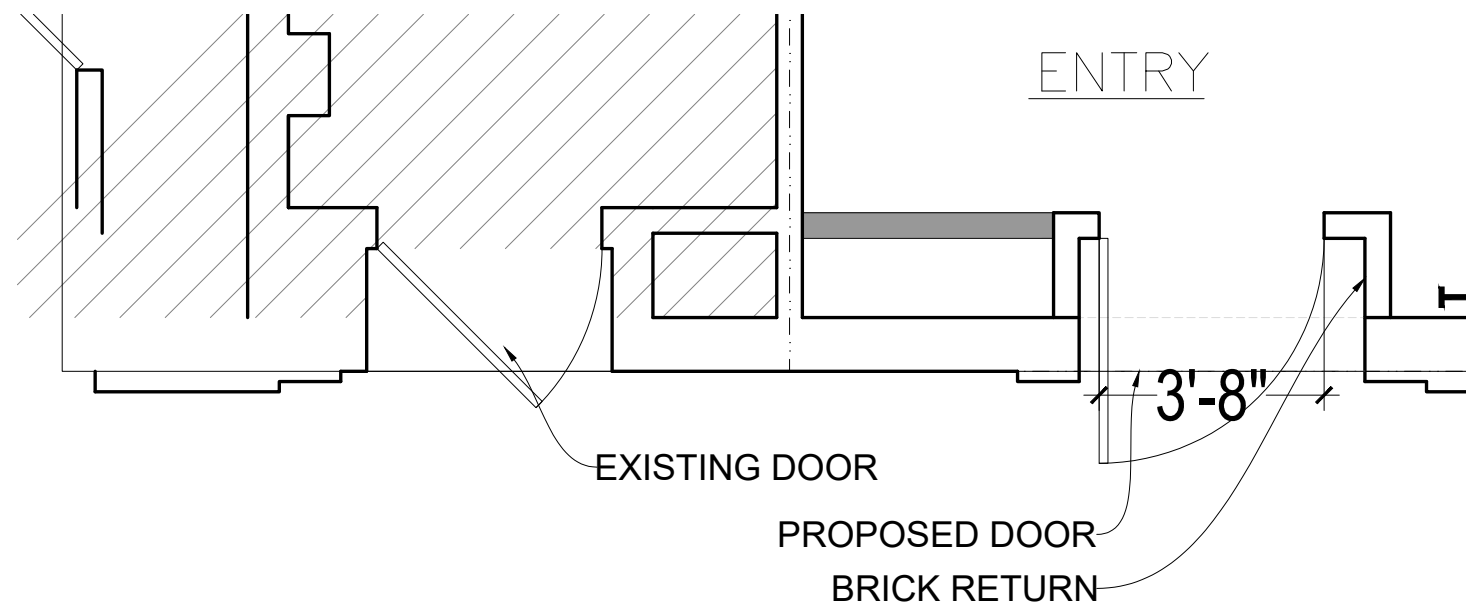 ENTRY
3'-8"
EXISTING DOOR
PROPOSED DOOR
BRICK RETURN